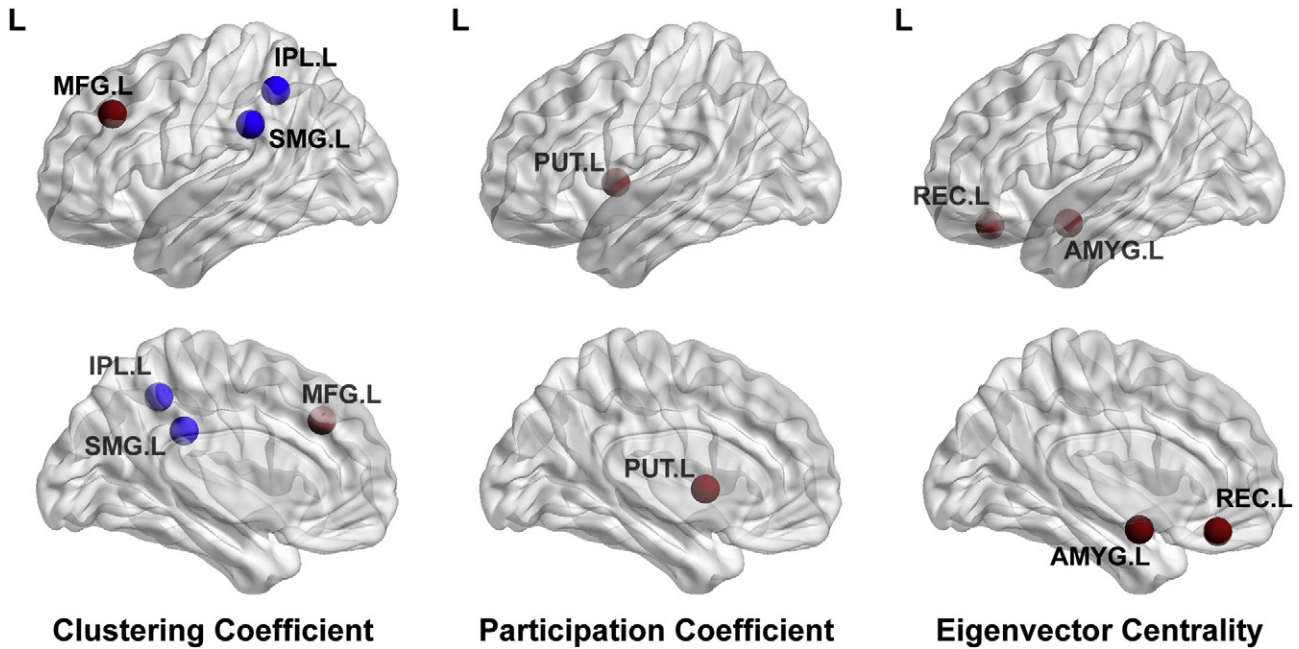 L
L
L
IPL.L
MFG.L
SMG.L
PUT.L
REC.L
AMYG.L
IPL.L
MFG.L
SMG.L
PUT.L
REC.L
AMYG.L
Clustering Coefficient
Participation Coefficient
Eigenvector Centrality